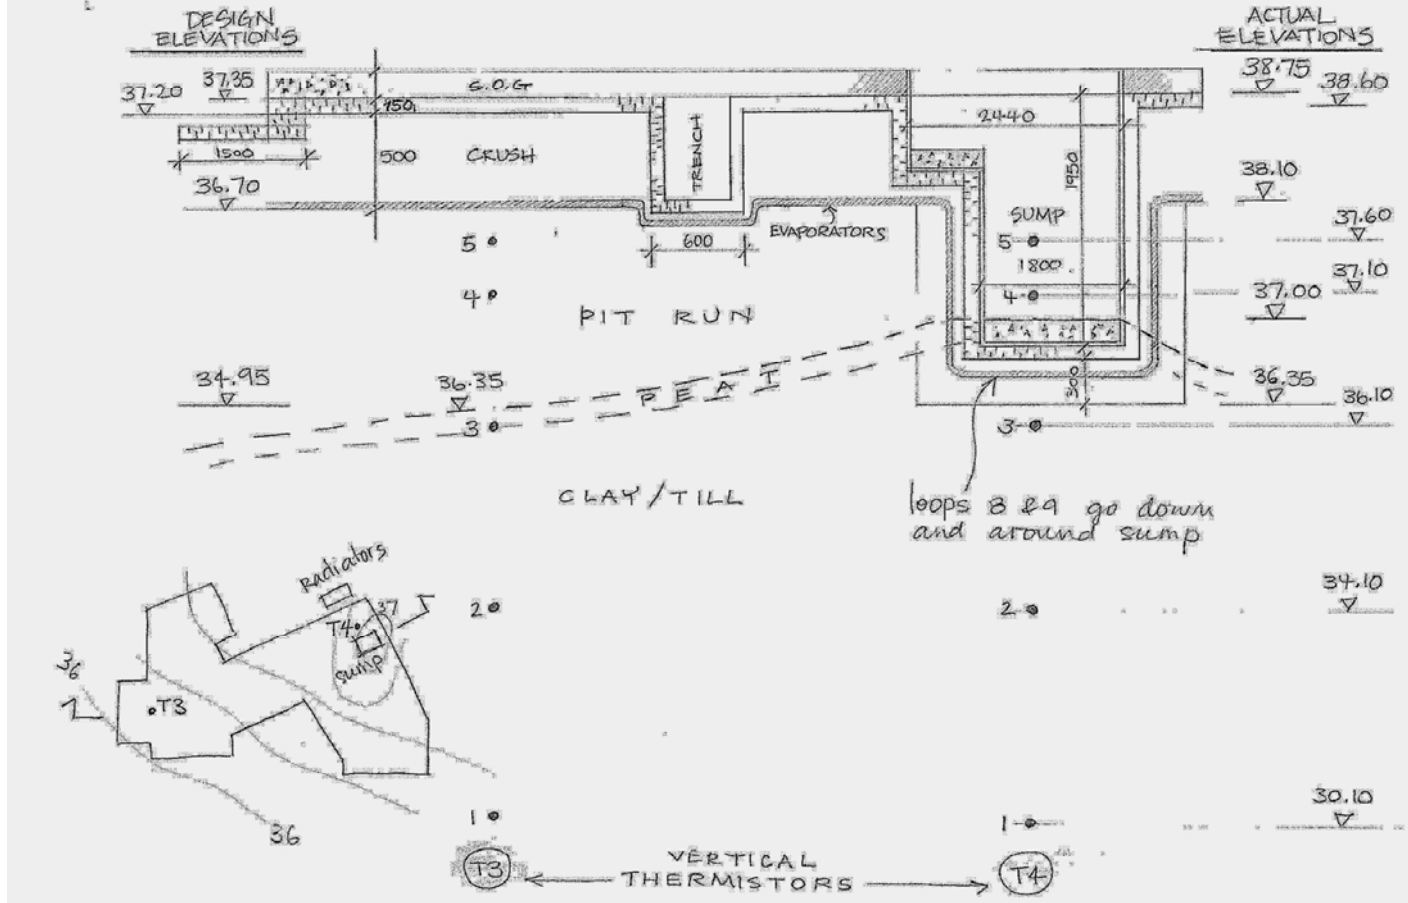 DESIGN
ELEVATIONS
ACTUAL
ELEVATIONS
37.20
37.35
S.O.G
38.75
38.60
150
TRENCH
2440
1500
500
CRUSH
1950
36.70
38.10
SUMP
37.60
5
600
EVAPORATORS
5
1800
37.10
4
PIT RUN
4
37.00
34.95
36.35
PEAT
300
36.35
36.10
3
3
CLAY/TILL
loops 8 & 9 go down
and around sump
Radiators
37
T4
sump
2
2
34.10
36
T3
1
1
30.10
36
T3
VERTICAL
THERMISTORS
T4